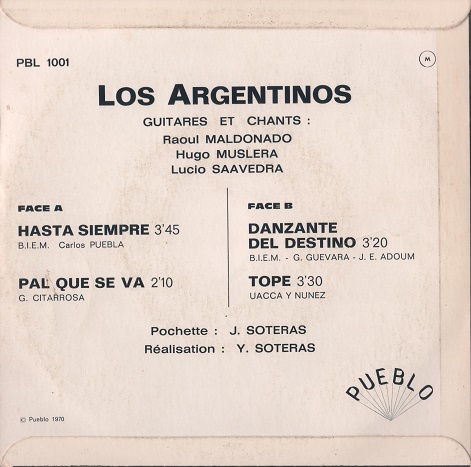 PBL 1001
M
LOS ARGENTINOS
GUITARES ET CHANTS :
Raoul MALDONADO
Hugo MUSLERA
Lucio SAAVEDRA
FACE A
HASTA SIEMPRE 3'45
B.I.E.M. Carlos PUEBLA
PAL' QUE SE VA 2'10
G. CITARROSA
FACE B
DANZANTE
DEL DESTINO 3'20
B.I.E.M. - G. GUEVARA - J. E. ADOUM
TOPE 3'30
UACCA Y NUNEZ
Pochette : J. SOTERAS
Réalisation : Y. SOTERAS
PUEBLO
© Pueblo 1970